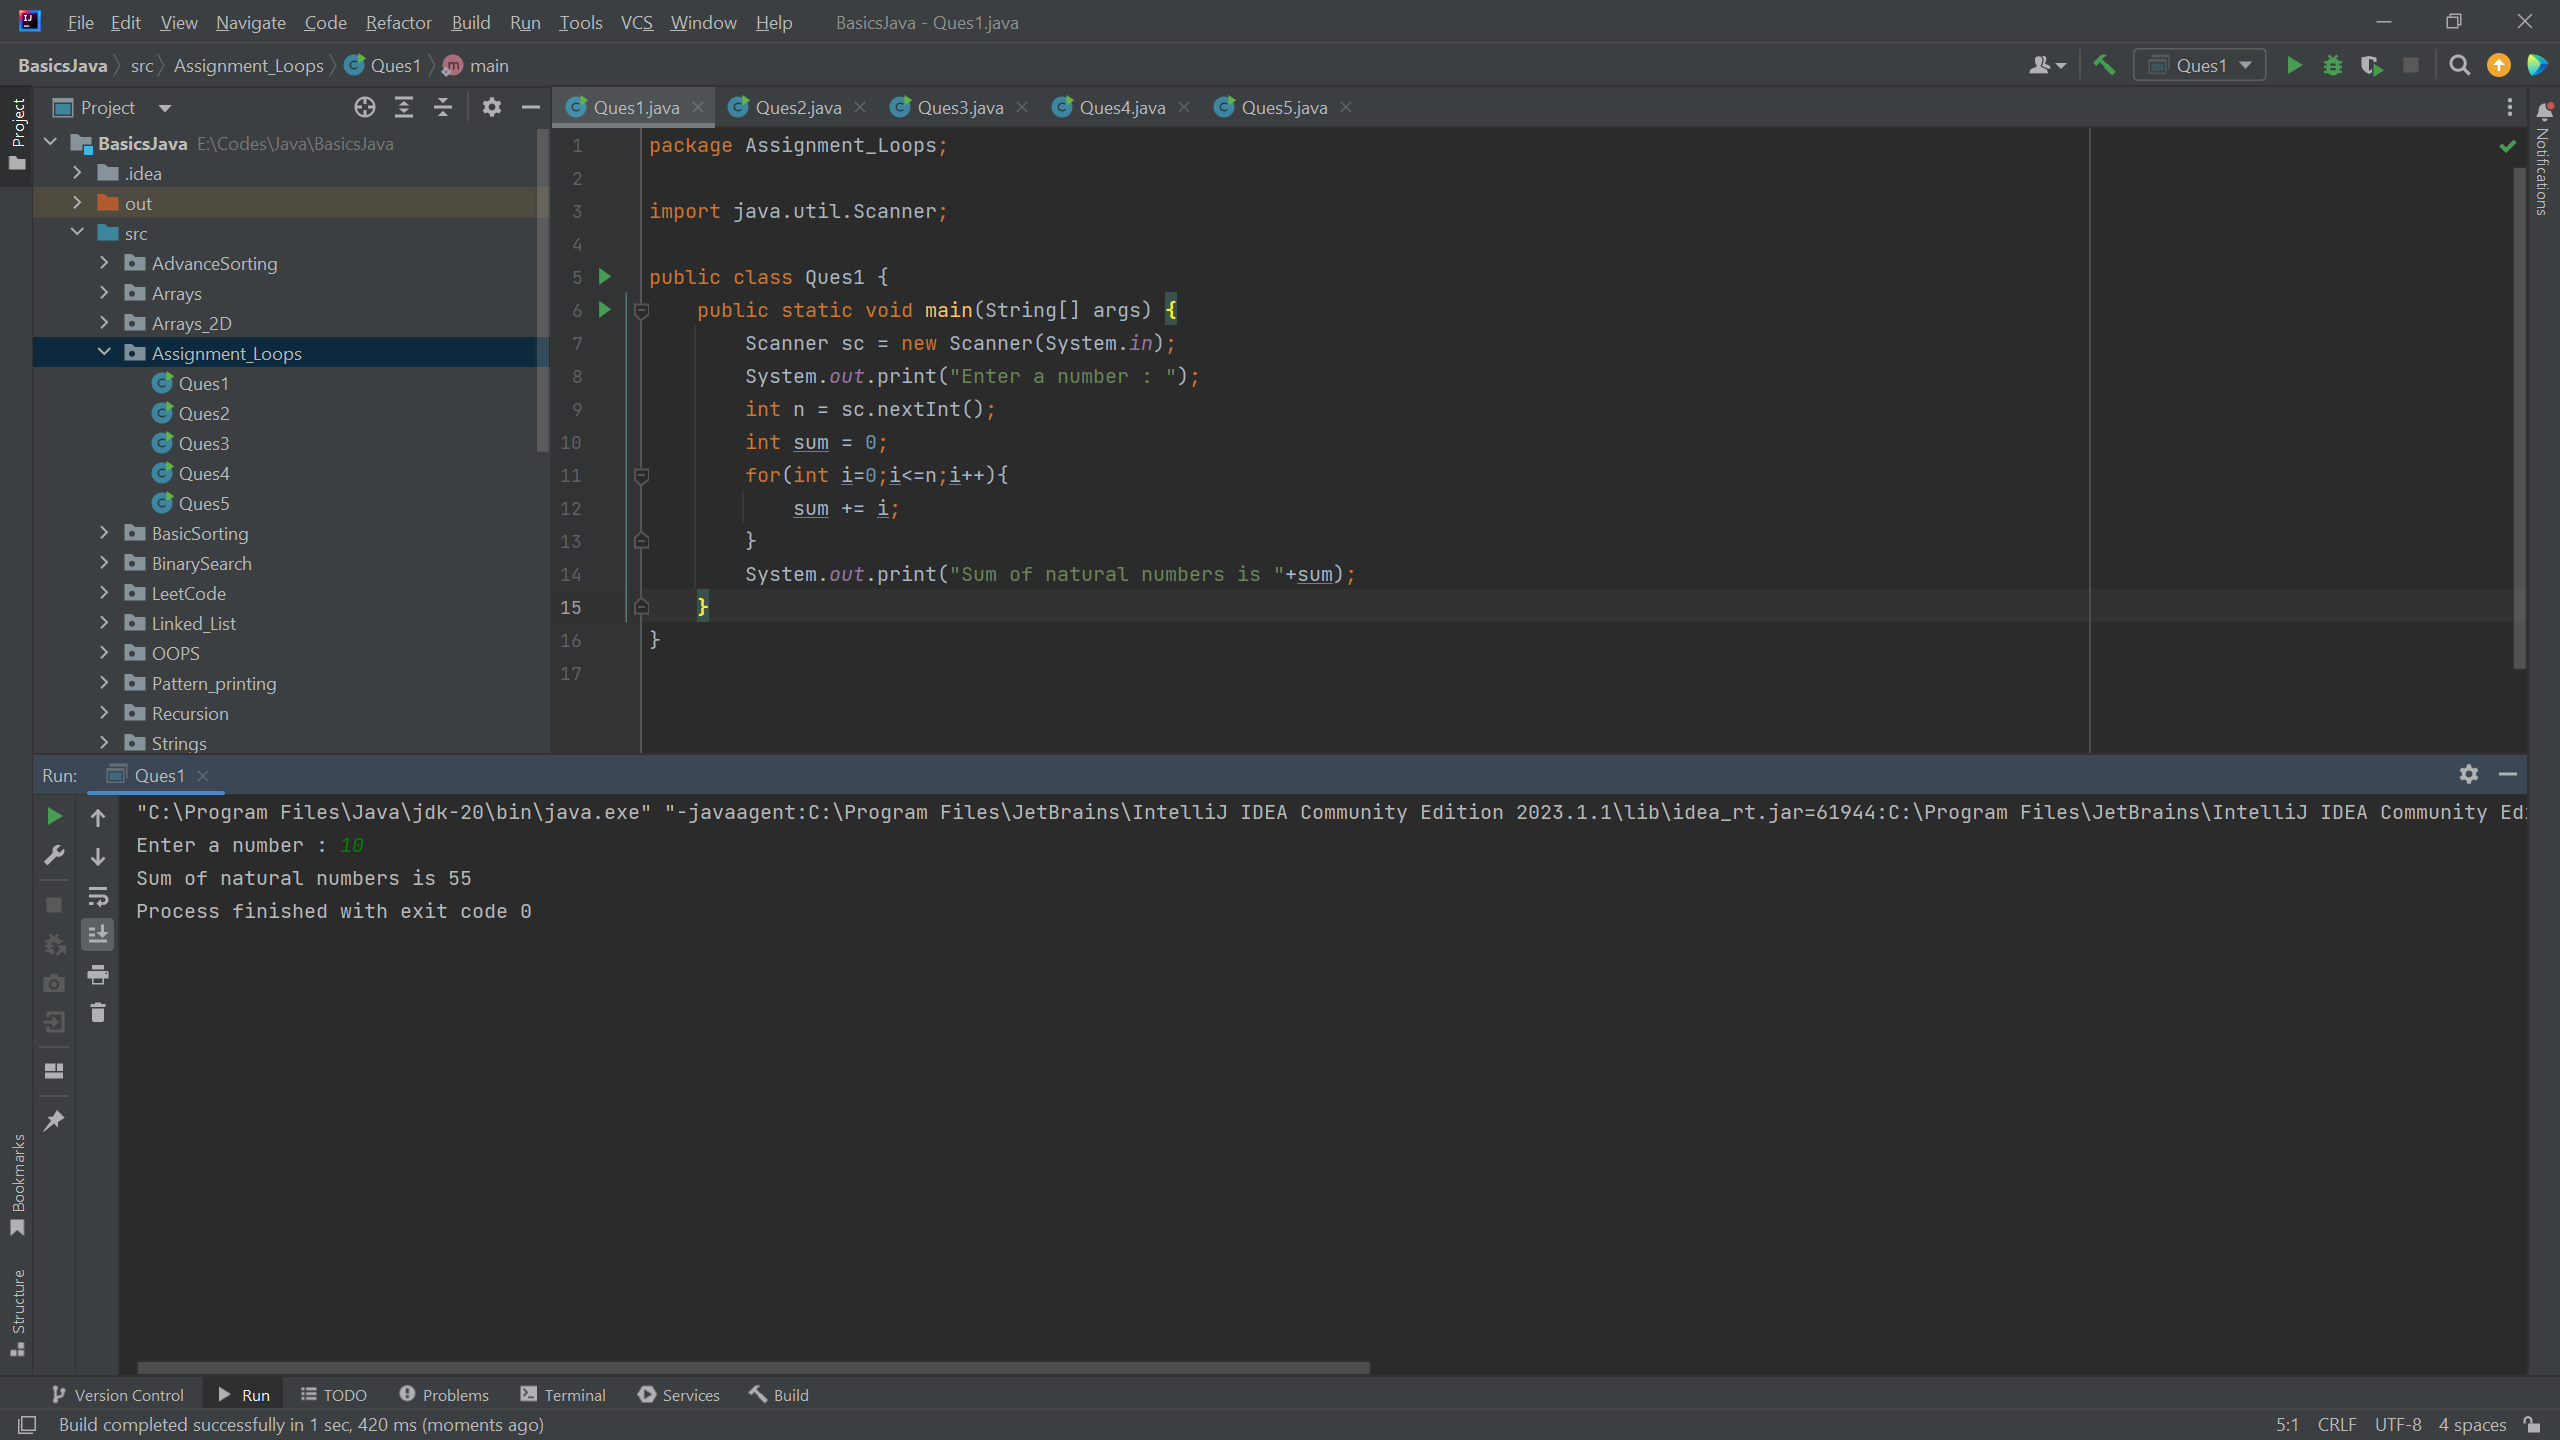 File Edit View Navigate Code Refactor Build Run Tools VCS Window Help BasicsJava - Ques1.java
BasicsJava src Assignment_Loops Ques1 main
Ques1
Project
Project
BasicsJava E:\Codes\Java\BasicsJava
.idea
out
src
AdvanceSorting
Arrays
Arrays_2D
Assignment_Loops
Ques1
Ques2
Ques3
Ques4
Ques5
BasicSorting
BinarySearch
LeetCode
Linked_List
OOPS
Pattern_printing
Recursion
Strings
Ques1.java Ques2.java Ques3.java Ques4.java Ques5.java
1 package Assignment_Loops;
2
3 import java.util.Scanner;
4
5 public class Ques1 {
6 public static void main(String[] args) {
7 Scanner sc = new Scanner(System.in);
8 System.out.print("Enter a number : ");
9 int n = sc.nextInt();
10 int sum = 0;
11 for(int i=0;i<=n;i++){
12 sum += i;
13 }
14 System.out.print("Sum of natural numbers is "+sum);
15 }
16 }
17
Notifications
Run: Ques1
"C:\Program Files\Java\jdk-20\bin\java.exe" "-javaagent:C:\Program Files\JetBrains\IntelliJ IDEA Community Edition 2023.1.1\lib\idea_rt.jar=61944:C:\Program Files\JetBrains\IntelliJ IDEA Community Ed
Enter a number : 10
Sum of natural numbers is 55
Process finished with exit code 0
Bookmarks
Structure
Version Control Run TODO Problems Terminal Services Build
Build completed successfully in 1 sec, 420 ms (moments ago) 5:1 CRLF UTF-8 4 spaces